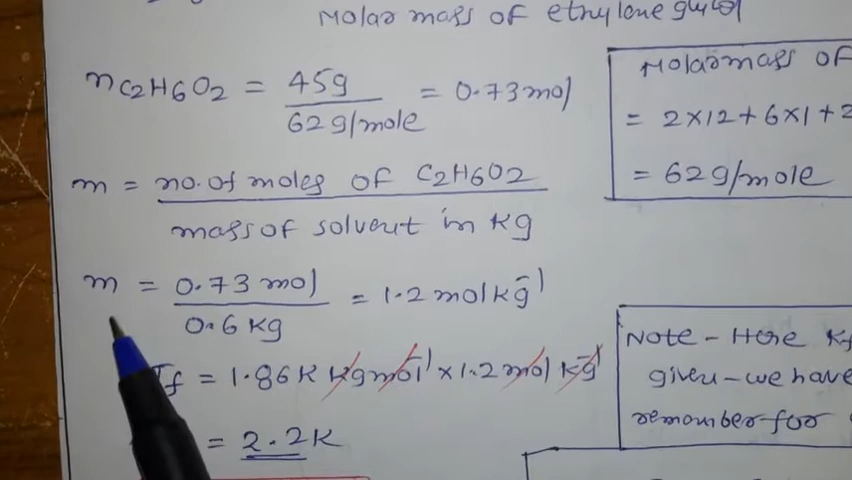 Molar mass of ethylene glycol
nC2H6O2 = 45g / 62g/mole = 0.73mol
m = no. of moles of C2H6O2 / mass of solvent in Kg
m = 0.73 mol / 0.6 Kg = 1.2 mol kg⁻¹
Tf = 1.86K Kg mol⁻¹ × 1.2 mol Kg⁻¹
= 2.2K
Molar mass of
= 2×12 + 6×1 + 2
= 62g/mole
Note - Here Kf
given - we have
remember for